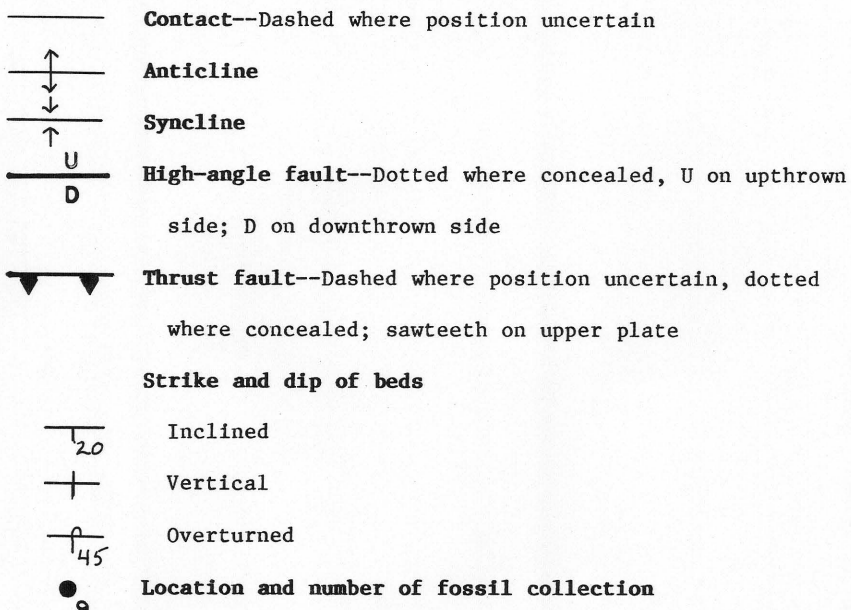 Contact--Dashed where position uncertain
Anticline
Syncline
U
High-angle fault--Dotted where concealed, U on upthrown
D
side; D on downthrown side
Thrust fault--Dashed where position uncertain, dotted
where concealed; sawteeth on upper plate
Strike and dip of beds
20 Inclined
Vertical
45 Overturned
Location and number of fossil collection
9